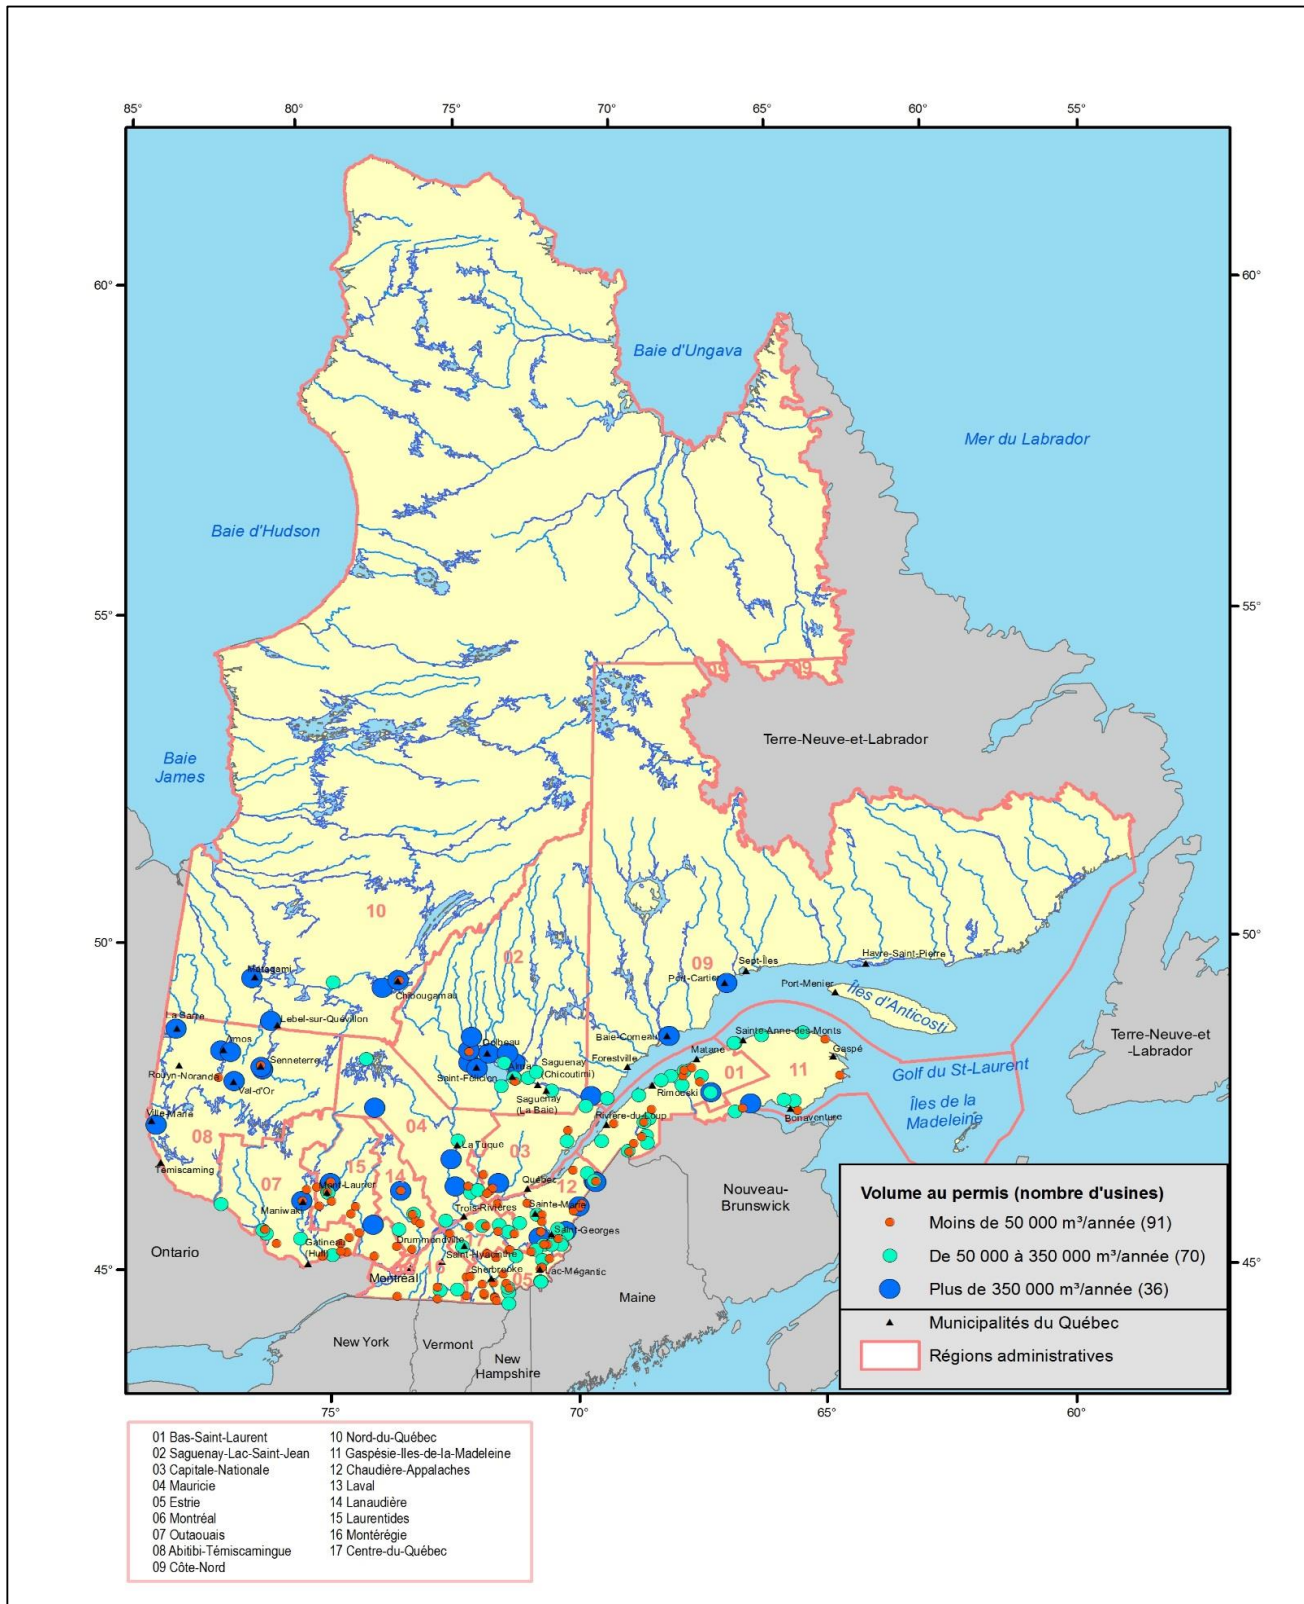 85° 80° 75° 70° 65° 60° 55°
60° 60°
Baie d'Ungava
Mer du Labrador
Baie d'Hudson
55° 55°
09 09
Terre-Neuve-et-Labrador
Baie
James
10
02
50° 50°
09
Sept-Îles
Havre-Saint-Pierre
Port-Cartier
Port-Menier
Îles d'Anticosti
Matagami
Chibougamau
La Sarre
Lebel-sur-Quévillon
Amos
Senneterre
Rouyn-Noranda
Val-d'Or
Dolbeau
Saint-Félicien
Alma
Saguenay
(Chicoutimi)
Saguenay
(La Baie)
Baie-Comeau
Forestville
Sainte-Anne-des-Monts
Matane
Gaspé
01
11
Rimouski
Terre-Neuve-et
-Labrador
Golf du St-Laurent
Îles de la
Madeleine
Bonaventure
Ville-Marie
Témiscaming
08
04
Rivière-du-Loup
La Tuque
03
15
14
07
Mont-Laurier
Maniwaki
Québec
12
Trois-Rivières
Sainte-Marie
Saint-Georges
Drummondville
17
Gatineau
(Hull)
Saint-Hyacinthe
16
Montréal
Sherbrooke
05
Lac-Mégantic
45° 45°
Ontario
Nouveau-
Brunswick
Maine
New York
Vermont
New
Hampshire
Volume au permis (nombre d'usines)
Moins de 50 000 m³/année (91)
De 50 000 à 350 000 m³/année (70)
Plus de 350 000 m³/année (36)
Municipalités du Québec
Régions administratives
75° 70° 65° 60°
01 Bas-Saint-Laurent
02 Saguenay-Lac-Saint-Jean
03 Capitale-Nationale
04 Mauricie
05 Estrie
06 Montréal
07 Outaouais
08 Abitibi-Témiscamingue
09 Côte-Nord
10 Nord-du-Québec
11 Gaspésie-Iles-de-la-Madeleine
12 Chaudière-Appalaches
13 Laval
14 Lanaudière
15 Laurentides
16 Montérégie
17 Centre-du-Québec